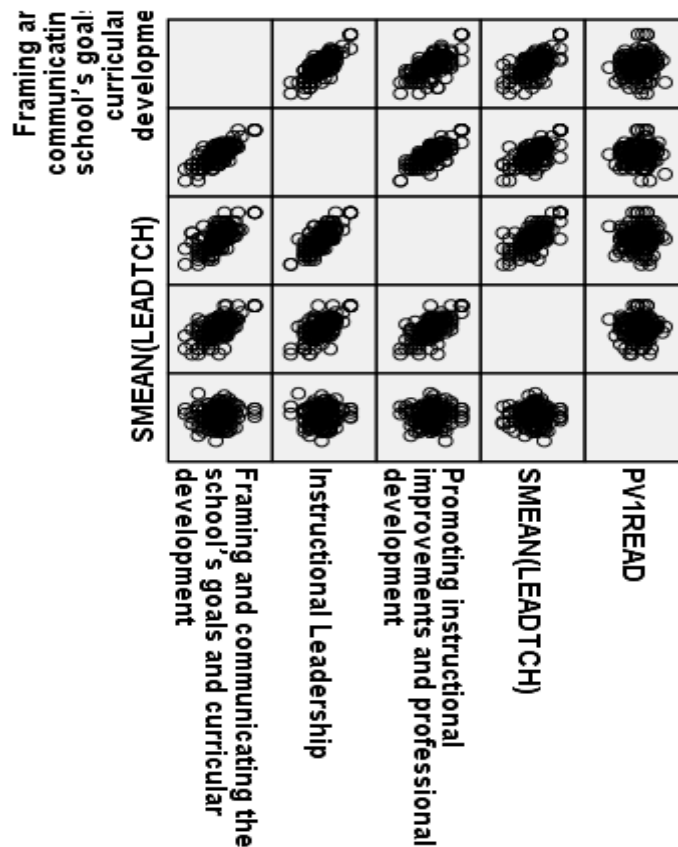 Framing ar
communicatin
school's goal
curricular
developme
SMEAN(LEADTCH)
Framing and communicating the
school's goals and curricular
development
Instructional Leadership
Promoting instructional
improvements and professional
development
SMEAN(LEADTCH)
PV1READ